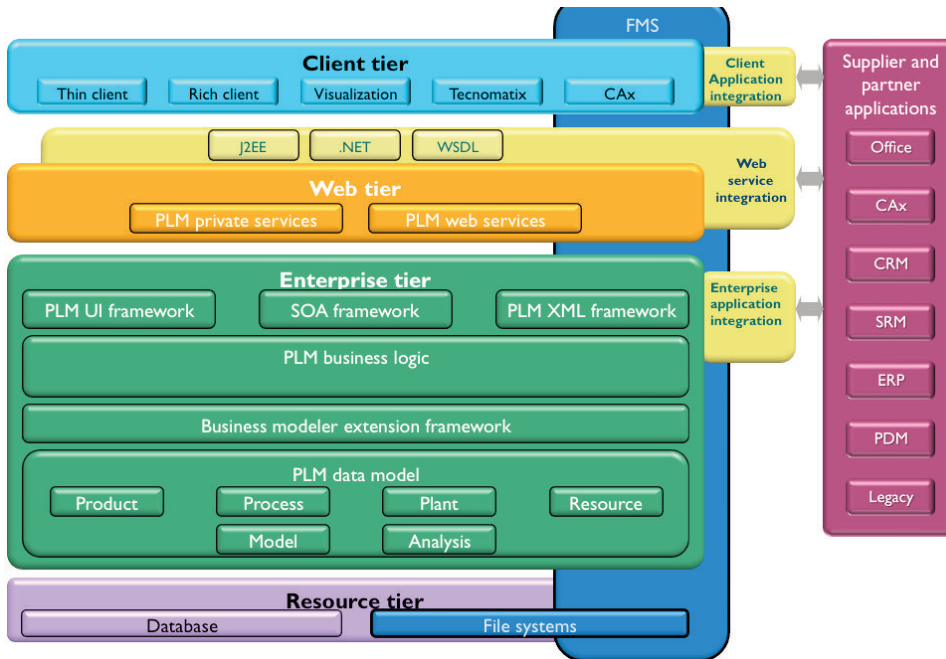 FMS
Client tier
Thin client
Rich client
Visualization
Tecnomatix
CAx
Client
Application
integration
Supplier and
partner
applications
J2EE
.NET
WSDL
Web tier
PLM private services
PLM web services
Web
service
integration
Office
CAx
CRM
SRM
ERP
PDM
Legacy
Enterprise tier
PLM UI framework
SOA framework
PLM XML framework
Enterprise
application
integration
PLM business logic
Business modeler extension framework
PLM data model
Product
Process
Plant
Resource
Model
Analysis
Resource tier
Database
File systems